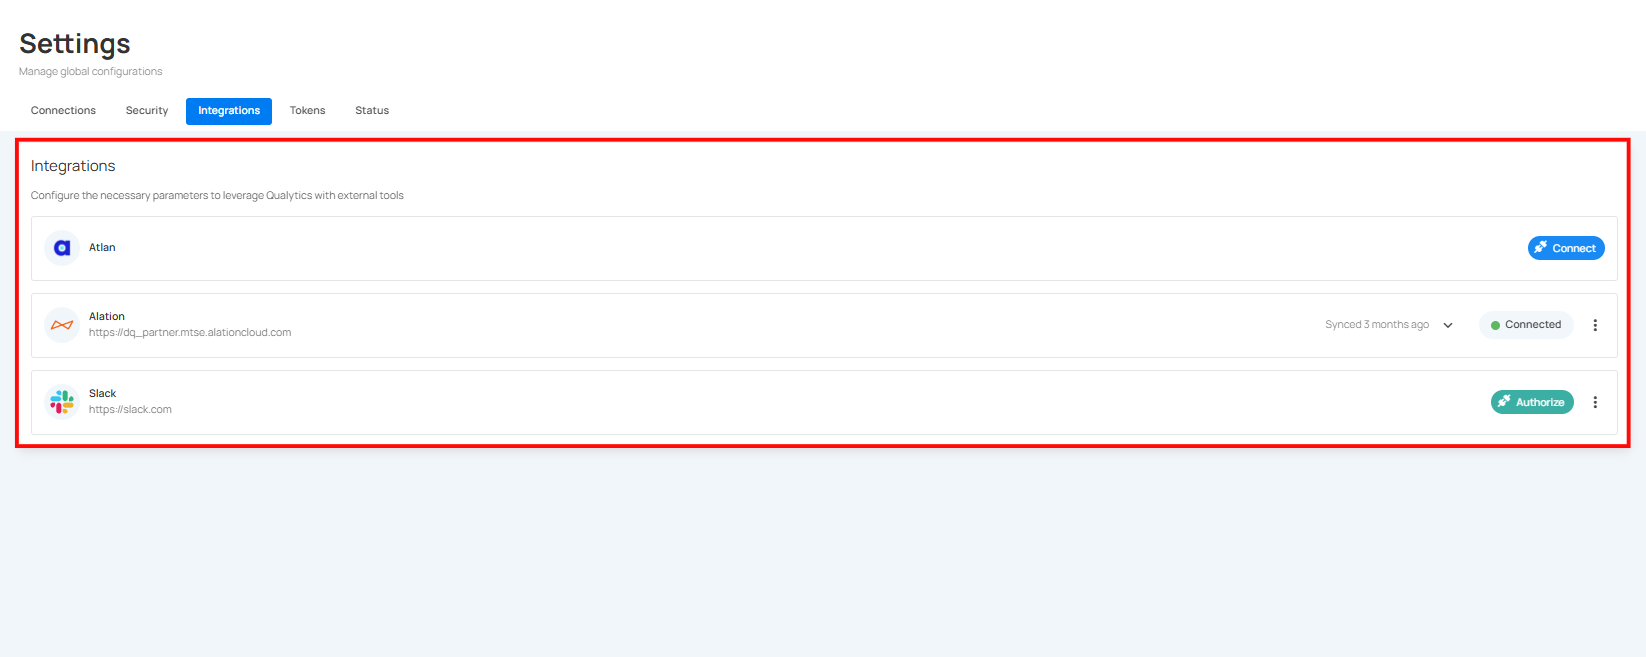 Settings
Manage global configurations
Connections Security Integrations Tokens Status
Integrations
Configure the necessary parameters to leverage Qualytics with external tools
Atlan
Connect
Alation
https://dq_partner.mtse.alationcloud.com
Synced 3 months ago
Connected
Slack
https://slack.com
Authorize